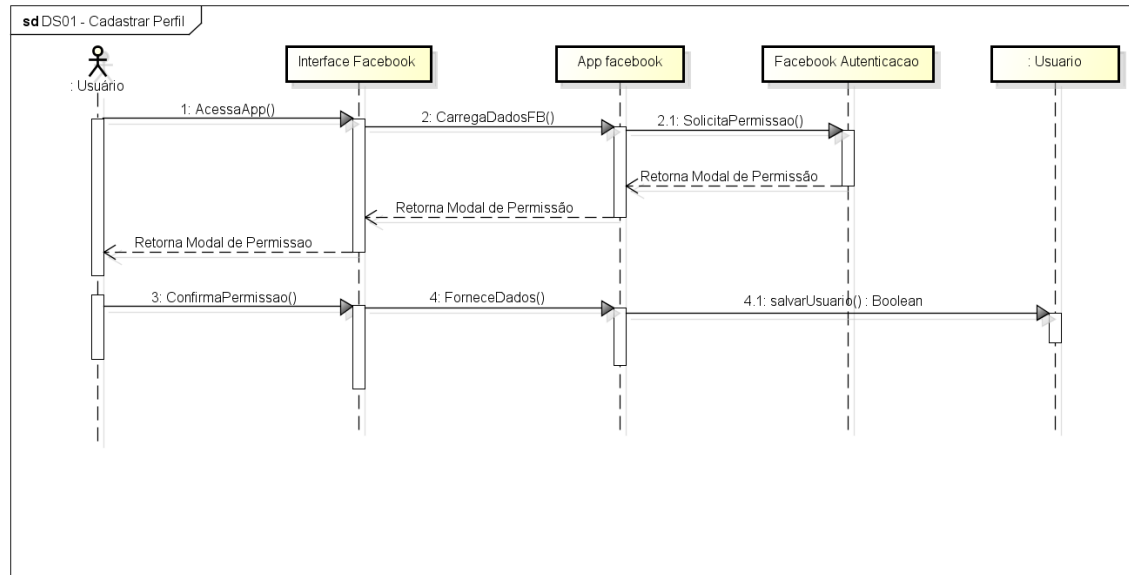 sd DS01 - Cadastrar Perfil
: Usuário
Interface Facebook
App facebook
Facebook Autenticacao
: Usuario
1: AcessaApp()
2: CarregaDadosFB()
2.1: SolicitaPermissao()
Retorna Modal de Permissão
Retorna Modal de Permissão
Retorna Modal de Permissao
3: ConfirmaPermissao()
4: ForneceDados()
4.1: salvarUsuario() : Boolean